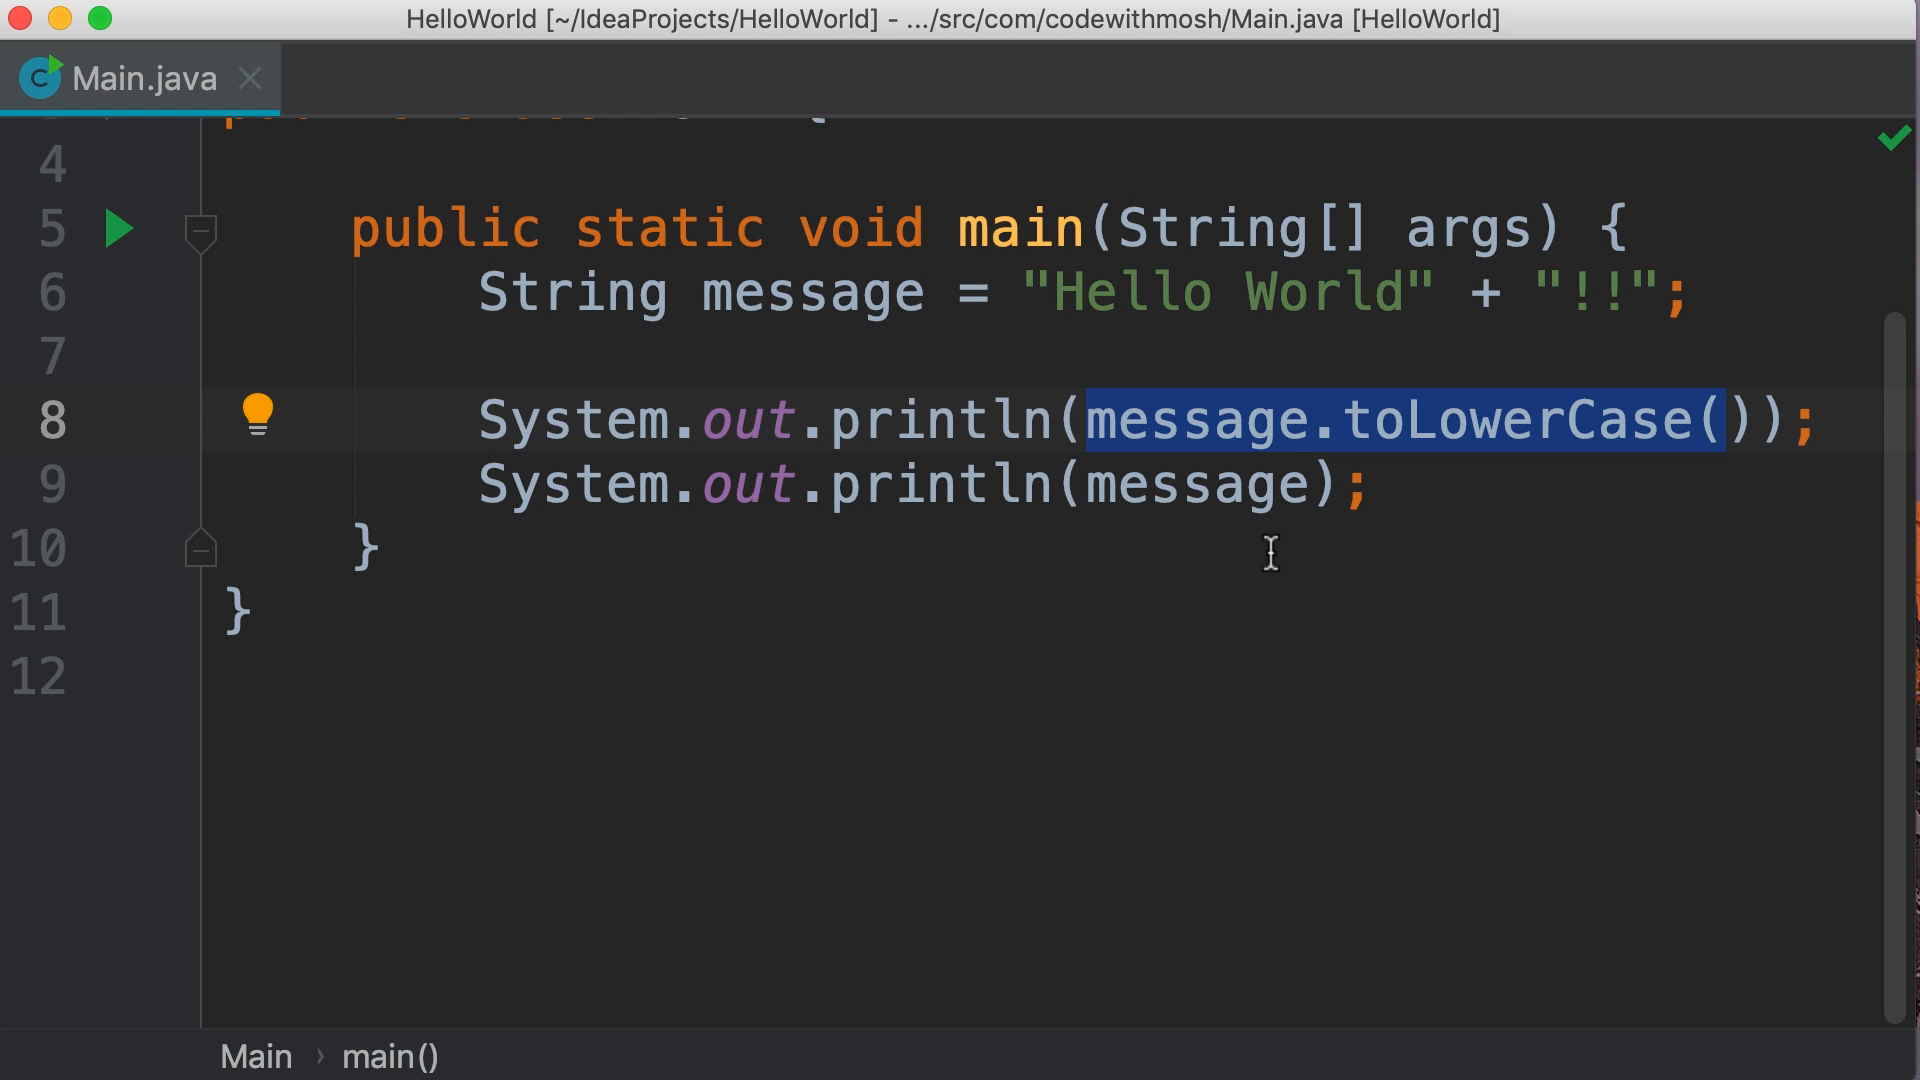 HelloWorld [~/IdeaProjects/HelloWorld] - .../src/com/codewithmosh/Main.java [HelloWorld]
Main.java
4
5 public static void main(String[] args) {
6 String message = "Hello World" + "!!";
7
8 System.out.println(message.toLowerCase());
9 System.out.println(message);
10 }
11 }
12
Main › main()